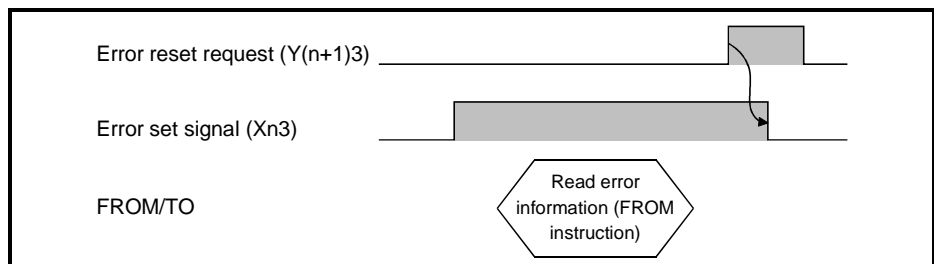 Error reset request (Y(n+1)3)
Error set signal (Xn3)
FROM/TO
Read error
information (FROM
instruction)